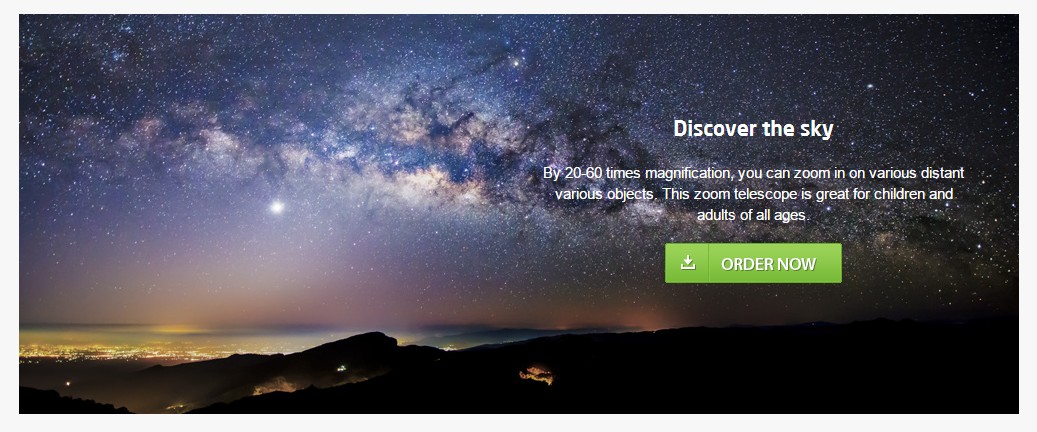 Discover the sky
By 20-60 times magnification, you can zoom in on various distant
various objects. This zoom telescope is great for children and
adults of all ages.
ORDER NOW